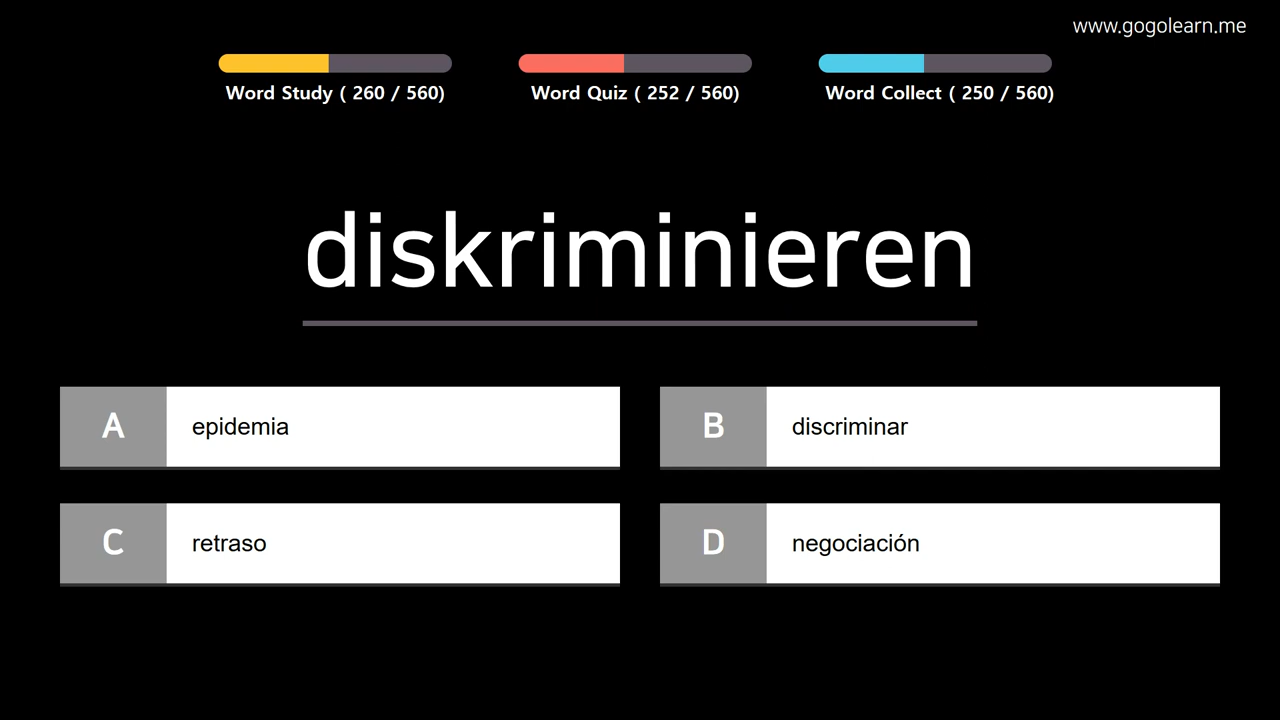 www.gogolearn.me
Word Study ( 260 / 560)
Word Quiz ( 252 / 560)
Word Collect ( 250 / 560)
diskriminieren
A epidemia
B discriminar
C retraso
D negociación